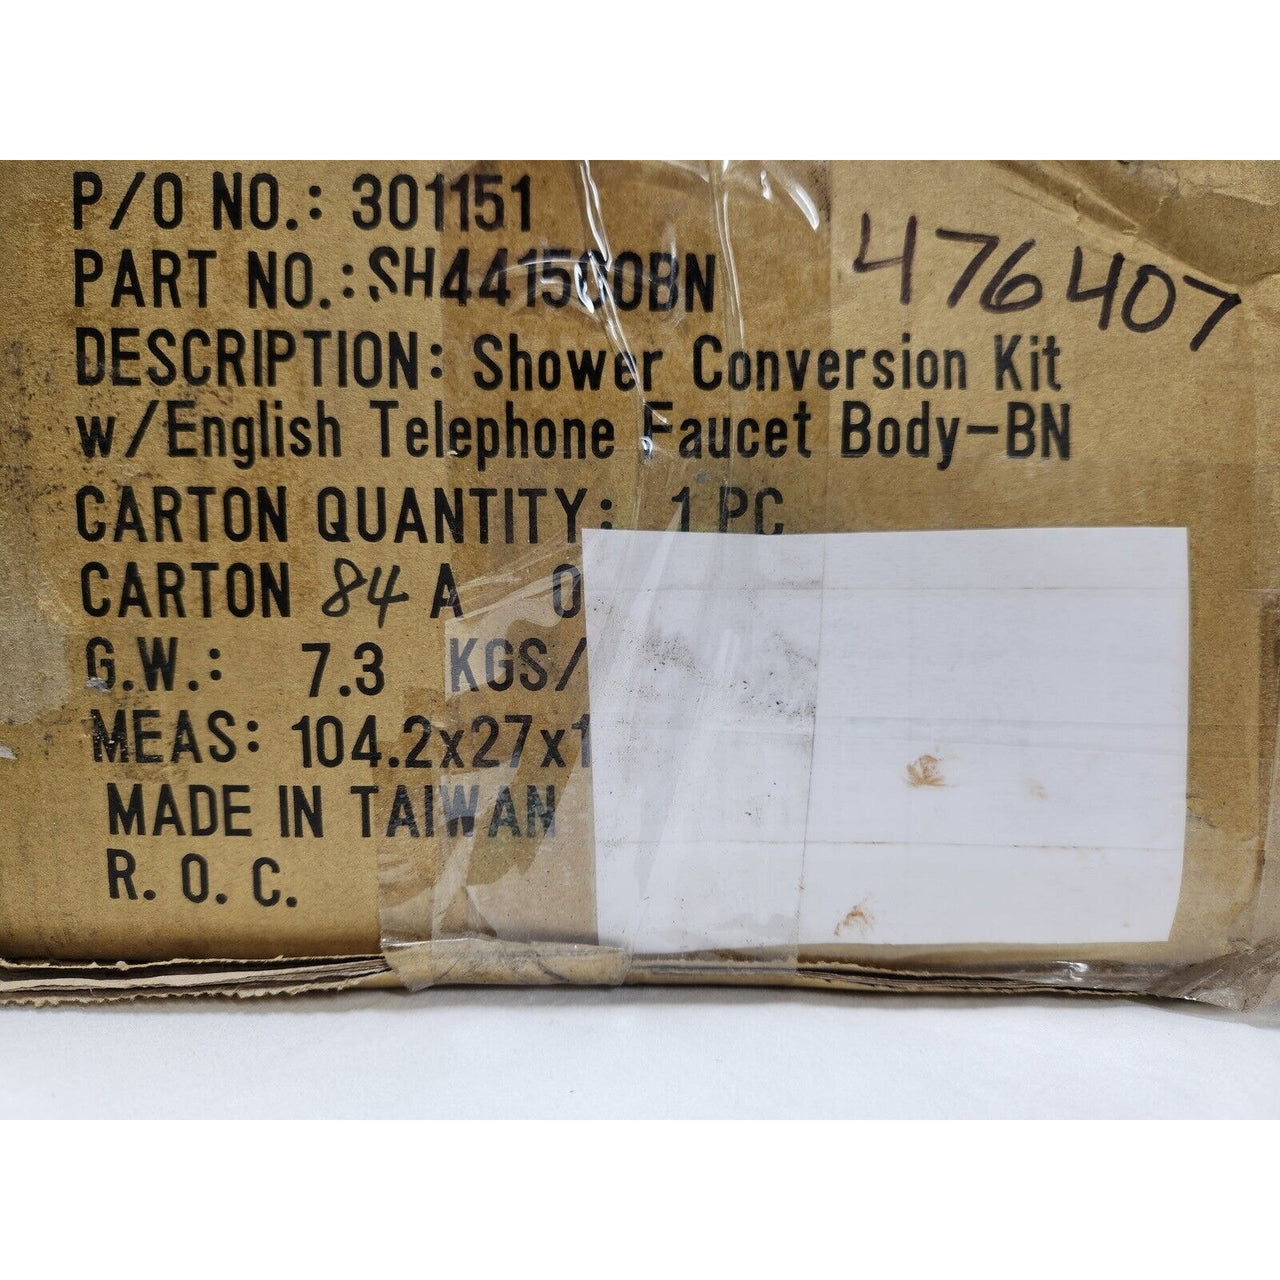 P/O NO.: 301151
476407
PART NO.:
DESCRIPTION: Shower Conversion Kit
w/English Telephone Faucet Body-BN
CARTON QUANTITY: 1 PC
CARTON 84 A 0
G.W.: 7.3 KGS/
MEAS: 104.2x27x1
MADE IN TAIWAN
R. O. C.